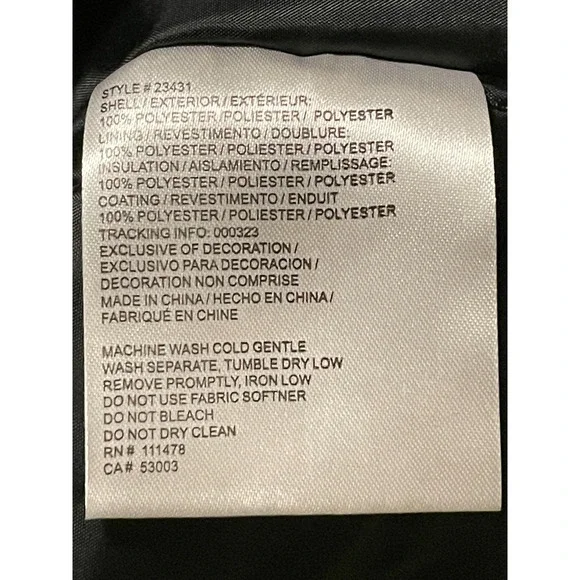 STYLE # 23431
SHELL / EXTERIOR / EXTÉRIEUR:
100% POLYESTER /POLIESTER / POLYESTER
LINING / REVESTIMENTO / DOUBLURE:
100% POLYESTER / POLIESTER / POLYESTER
INSULATION / AISLAMIENTO / REMPLISSAGE:
100% POLYESTER / POLIESTER / POLYESTER
COATING / REVESTIMENTO / ENDUIT
100% POLYESTER / POLIESTER / POLYESTER
TRACKING INFO: 000323
EXCLUSIVE OF DECORATION /
EXCLUSIVO PARA DECORACION /
DECORATION NON COMPRISE
MADE IN CHINA / HECHO EN CHINA /
FABRIQUÉ EN CHINE
MACHINE WASH COLD GENTLE
WASH SEPARATE, TUMBLE DRY LOW
REMOVE PROMPTLY, IRON LOW
DO NOT USE FABRIC SOFTNER
DO NOT BLEACH
DO NOT DRY CLEAN
RN# 111478
CA# 53003